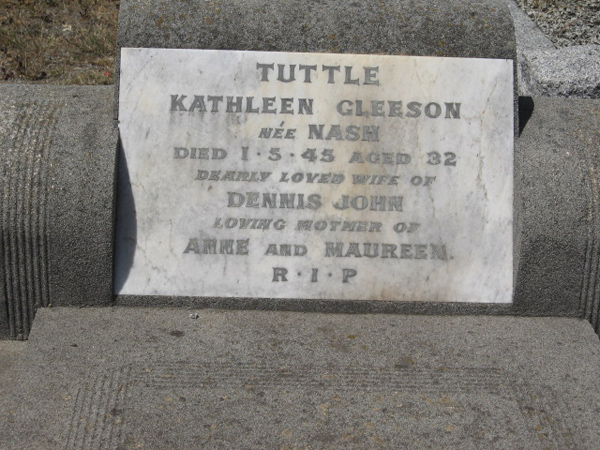 TUTTLE
KATHLEEN GLEESON
NÉE NASH
DIED 1·5·45 AGED 32
DEARLY LOVED WIFE OF
DENNIS JOHN
LOVING MOTHER OF
ANNE AND MAUREEN.
R·I·P